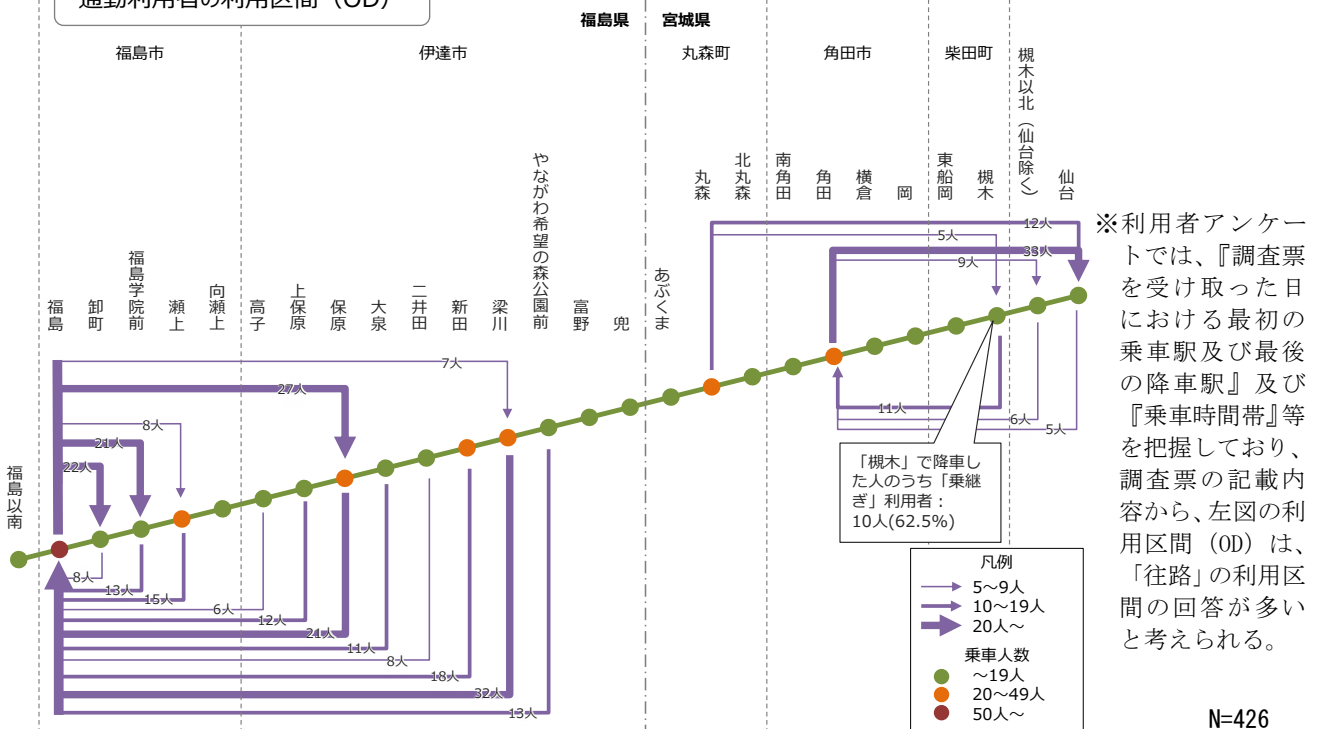 通勤利用者の利用区間（OD）
福島県
宮城県
福島市
伊達市
丸森町
角田市
柴田町
槻木以北（仙台除く）
福島以南
福島
卸町
福島学院前
瀬上
向瀬上
高子
上保原
保原
大泉
二井田
新田
梁川
やながわ希望の森公園前
富野
兜
あぶくま
丸森
北丸森
南角田
角田
横倉
岡
東船岡
槻木
仙台
12人
5人
33人
9人
7人
27人
8人
21人
22人
11人
6人
5人
8人
13人
15人
6人
12人
21人
11人
8人
18人
32人
13人
「槻木」で降車し
た人のうち「乗継
ぎ」利用者：
10人(62.5%)
凡例
5～9人
10～19人
20人～
乗車人数
～19人
20～49人
50人～
※利用者アンケー
トでは、『調査票
を受け取った日
における最初の
乗車駅及び最後
の降車駅』及び
『乗車時間帯』等
を把握しており、
調査票の記載内
容から、左図の利
用区間（OD）は、
「往路」の利用区
間の回答が多い
と考えられる。
N=426